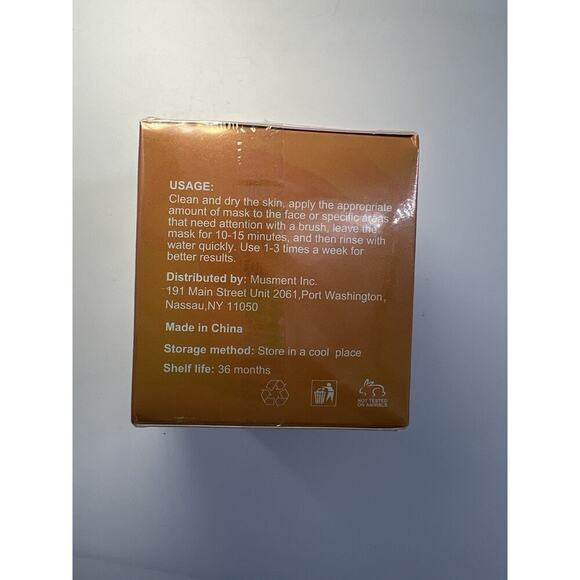 USAGE:
Clean and dry the skin, apply the appropriate
amount of mask to the face or specific areas
that need attention with a brush, leave the
mask for 10-15 minutes, and then rinse with
water quickly. Use 1-3 times a week for
better results.
Distributed by: Musment Inc.
191 Main Street Unit 2061,Port Washington,
Nassau,NY 11050
Made in China
Storage method: Store in a cool place
Shelf life: 36 months
NOT TESTED
ON ANIMALS